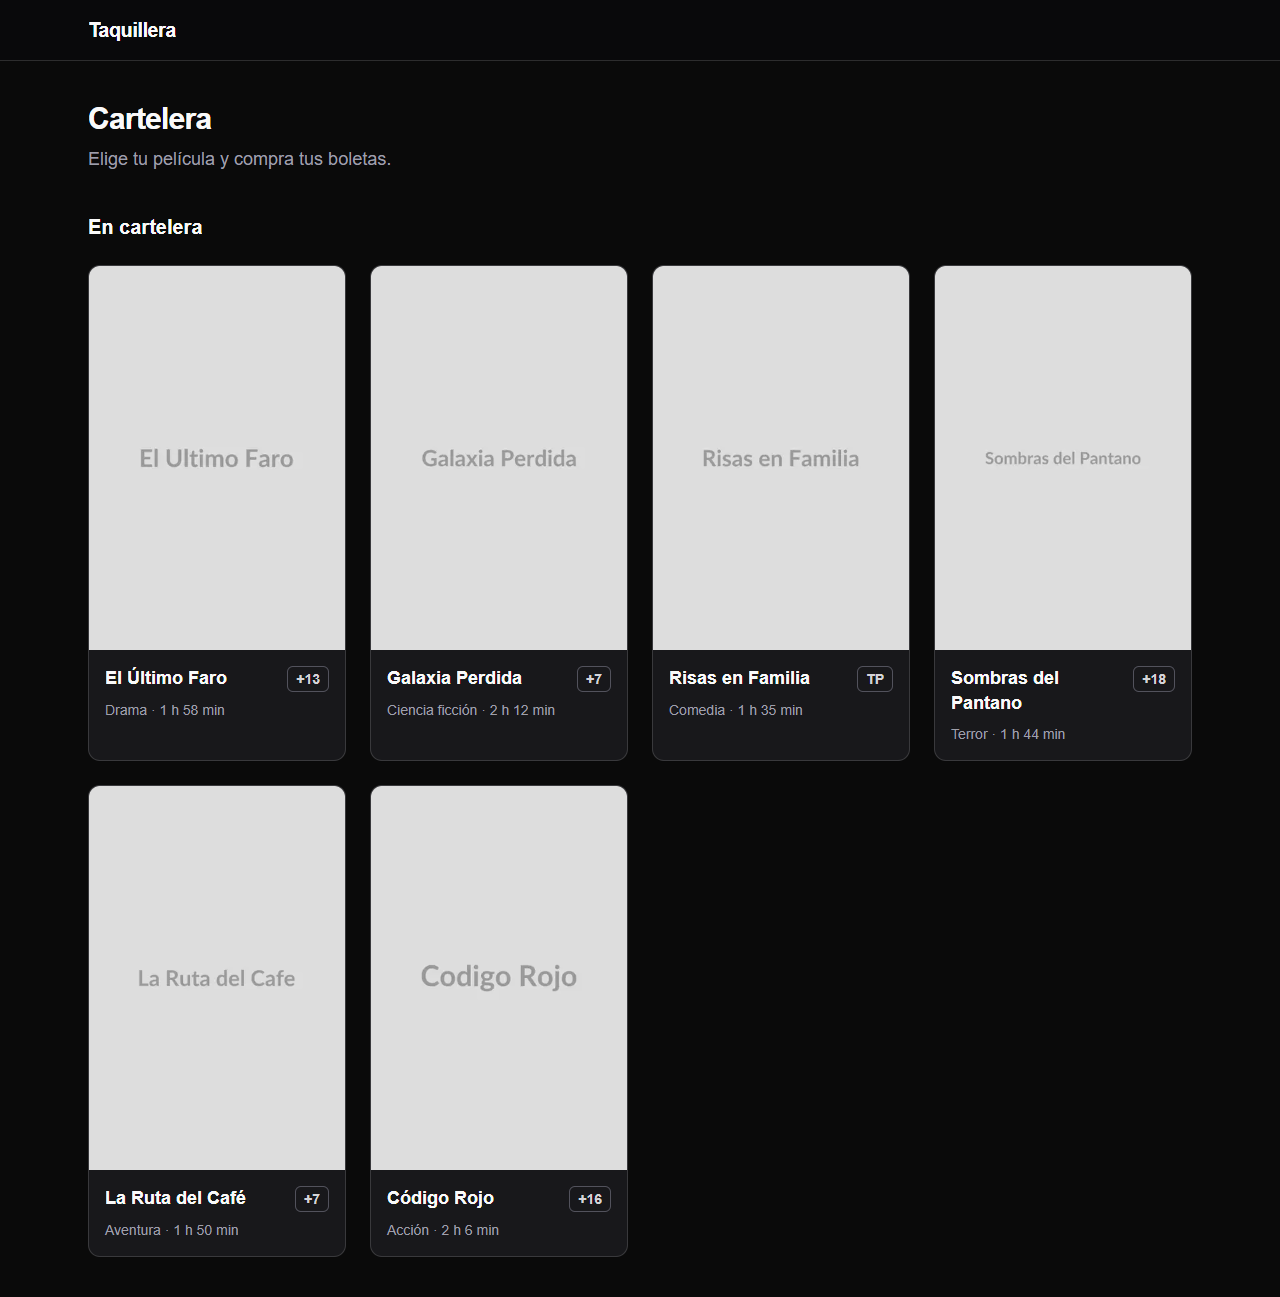 Taquillera
Cartelera
Elige tu película y compra tus boletas.
En cartelera
El Ultimo Faro
Galaxia Perdida
Risas en Familia
Sombras del Pantano
El Último Faro
+13
Drama · 1 h 58 min
Galaxia Perdida
+7
Ciencia ficción · 2 h 12 min
Risas en Familia
TP
Comedia · 1 h 35 min
Sombras del
Pantano
+18
Terror · 1 h 44 min
La Ruta del Cafe
Codigo Rojo
La Ruta del Café
+7
Aventura · 1 h 50 min
Código Rojo
+16
Acción · 2 h 6 min